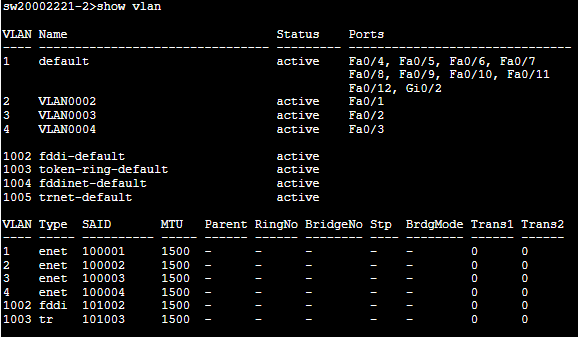 sw20002221-2>show vlan
VLAN Name                             Status    Ports
---- -------------------------------- --------- -------------------------------
1    default                          active    Fa0/4, Fa0/5, Fa0/6, Fa0/7
                                                Fa0/8, Fa0/9, Fa0/10, Fa0/11
                                                Fa0/12, Gi0/2
2    VLAN0002                         active    Fa0/1
3    VLAN0003                         active    Fa0/2
4    VLAN0004                         active    Fa0/3
1002 fddi-default                     active
1003 token-ring-default               active
1004 fddinet-default                  active
1005 trnet-default                    active
VLAN Type  SAID       MTU   Parent RingNo BridgeNo Stp  BrdgMode Trans1 Trans2
---- ----- ---------- ----- ------ ------ -------- ---- -------- ------ ------
1    enet  100001     1500  -      -      -        -    -        0      0
2    enet  100002     1500  -      -      -        -    -        0      0
3    enet  100003     1500  -      -      -        -    -        0      0
4    enet  100004     1500  -      -      -        -    -        0      0
1002 fddi  101002     1500  -      -      -        -    -        0      0
1003 tr    101003     1500  -      -      -        -    -        0      0